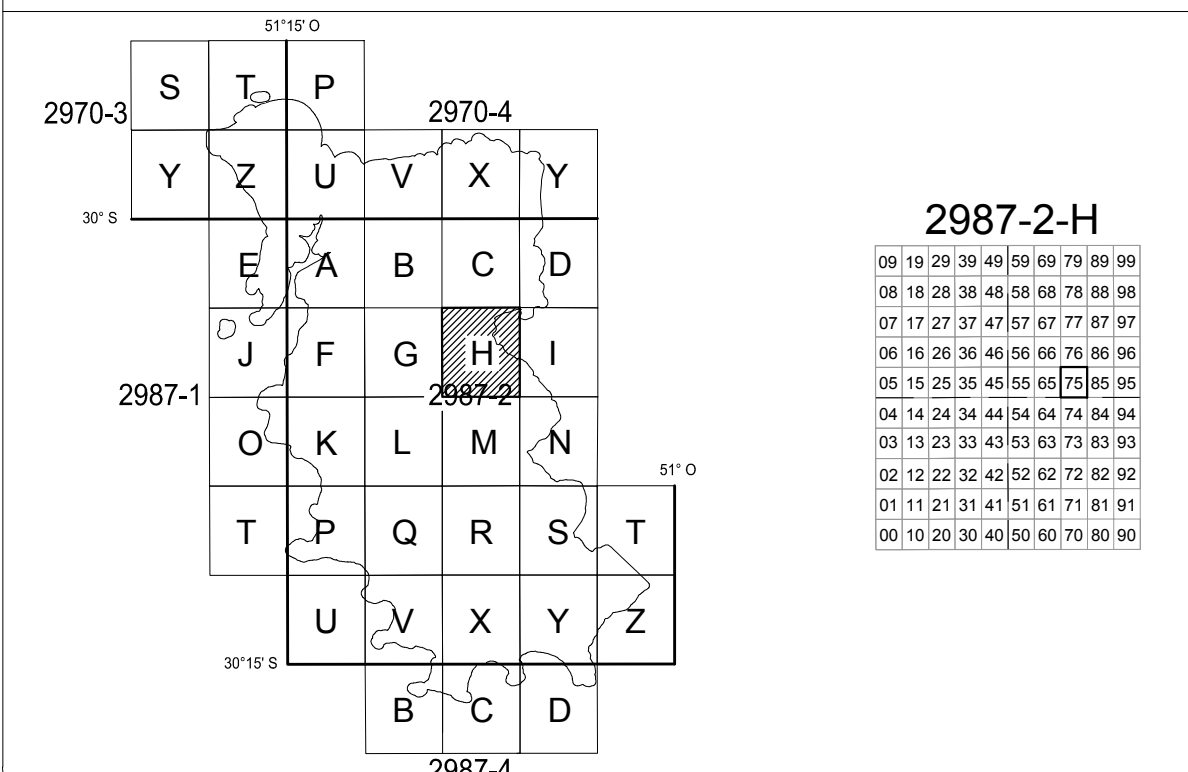 51°15' O
S T P
2970-3 2970-4
Y Z U V X Y
30° S
E A B C D
J F G H I
2987-1 2987-2
O K L M N
51° O
T P Q R S T
U V X Y Z
30°15' S
B C D
2987-4
2987-2-H
09 19 29 39 49 59 69 79 89 99
08 18 28 38 48 58 68 78 88 98
07 17 27 37 47 57 67 77 87 97
06 16 26 36 46 56 66 76 86 96
05 15 25 35 45 55 65 75 85 95
04 14 24 34 44 54 64 74 84 94
03 13 23 33 43 53 63 73 83 93
02 12 22 32 42 52 62 72 82 92
01 11 21 31 41 51 61 71 81 91
00 10 20 30 40 50 60 70 80 90